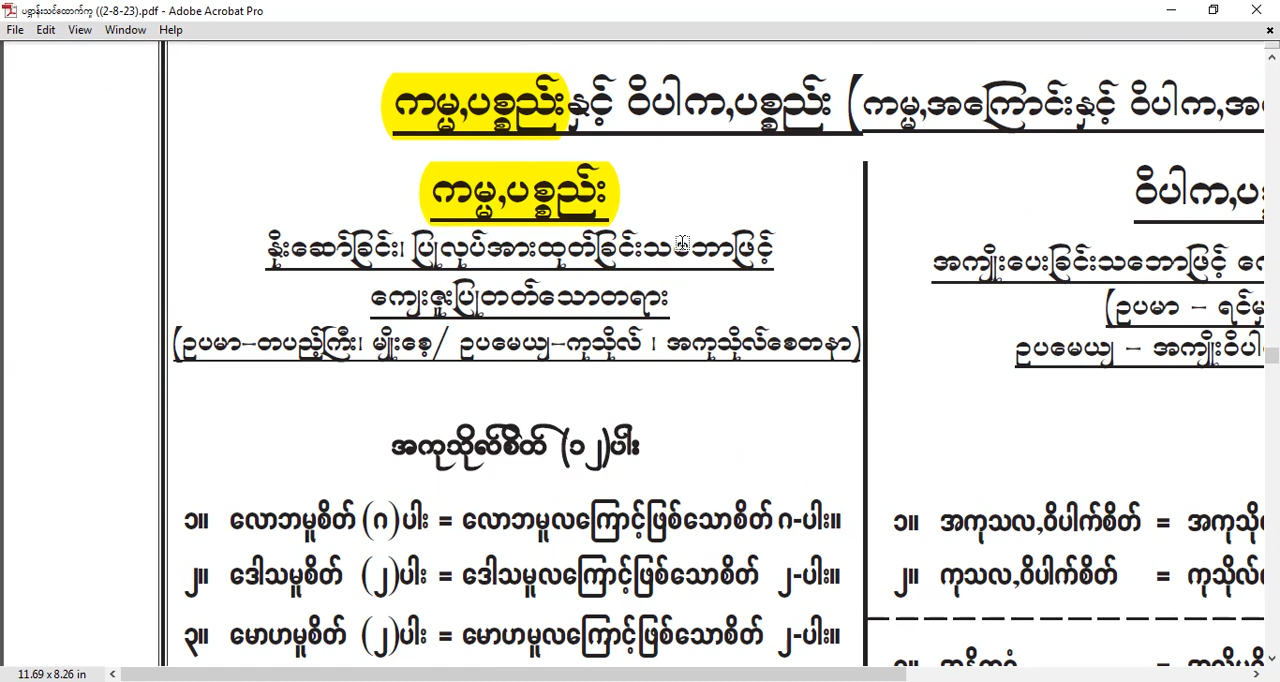 ပဋ္ဌာန်းသင်ထောက်ကူ ((2-8-23).pdf - Adobe Acrobat Pro
File Edit View Window Help
ကမ္မ,ပစ္စည်းနှင့် ဝိပါက,ပစ္စည်း (ကမ္မ,အကြောင်းနှင့် ဝိပါက,အ
ကမ္မ,ပစ္စည်း
ဝိပါက,ပ
နှိုးဆော်ခြင်း၊ ပြုလုပ်အားထုတ်ခြင်းသဘောဖြင့်
ကျေးဇူးပြုတတ်သောတရား
(ဥပမာ–တပည့်ကြီး၊ မျိုးစေ့/ ဥပမေယျ–ကုသိုလ် ၊ အကုသိုလ်စေတနာ)
အကျိုးပေးခြင်းသဘောဖြင့်
(ဥပမာ – ရင်မှ
ဥပမေယျ – အကျိုးဝိပါ
အကုသိုလ်စိတ် (၁၂)ပါး
၁။ လောဘမူစိတ် (၈)ပါး = လောဘမူလကြောင့်ဖြစ်သောစိတ် ၈-ပါး။
၂။ ဒေါသမူစိတ် (၂)ပါး = ဒေါသမူလကြောင့်ဖြစ်သောစိတ် ၂-ပါး။
၃။ မောဟမူစိတ် (၂)ပါး = မောဟမူလကြောင့်ဖြစ်သောစိတ် ၂-ပါး။
၁။ အကုသလ,ဝိပါက်စိတ် = အကုသို
၂။ ကုသလ,ဝိပါက်စိတ် = ကုသိုလ်
11.69 x 8.26 in